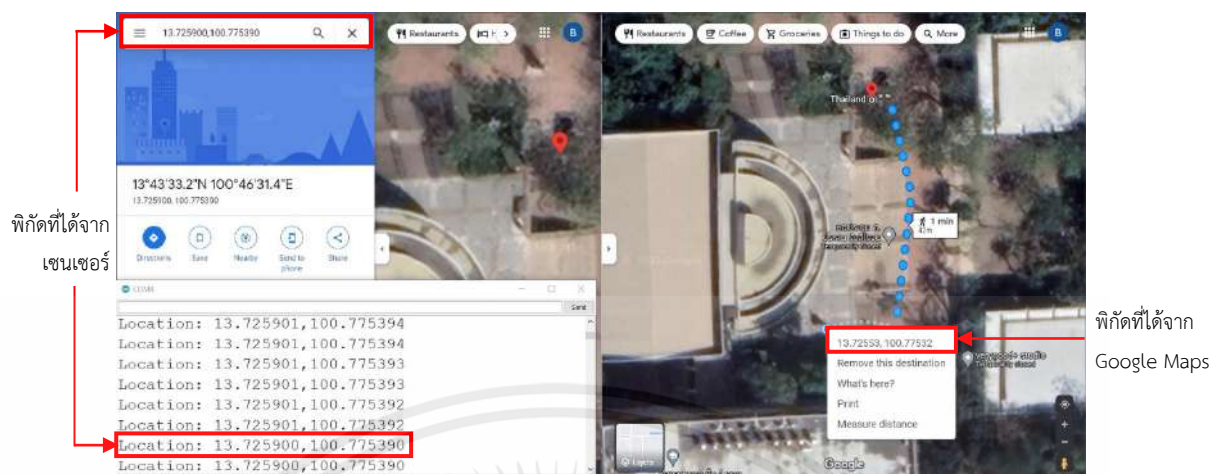 13.725900,100.775390
Restaurants
B
13°43'33.2"N 100°46'31.4"E
13.725900, 100.775390
Directions
Save
Nearby
Send to
phone
Share
พิกัดที่ได้จาก
เซนเซอร์
Send
Location: 13.725901,100.775394
Location: 13.725901,100.775394
Location: 13.725901,100.775393
Location: 13.725901,100.775393
Location: 13.725901,100.775392
Location: 13.725901,100.775392
Location: 13.725900,100.775390
Location: 13.725900,100.775390
Restaurants
Coffee
Groceries
Things to do
More
B
Thailand
1 min
13.72553, 100.77532
Remove this destination
What's here?
Print
Measure distance
Layers
Google
พิกัดที่ได้จาก
Google Maps